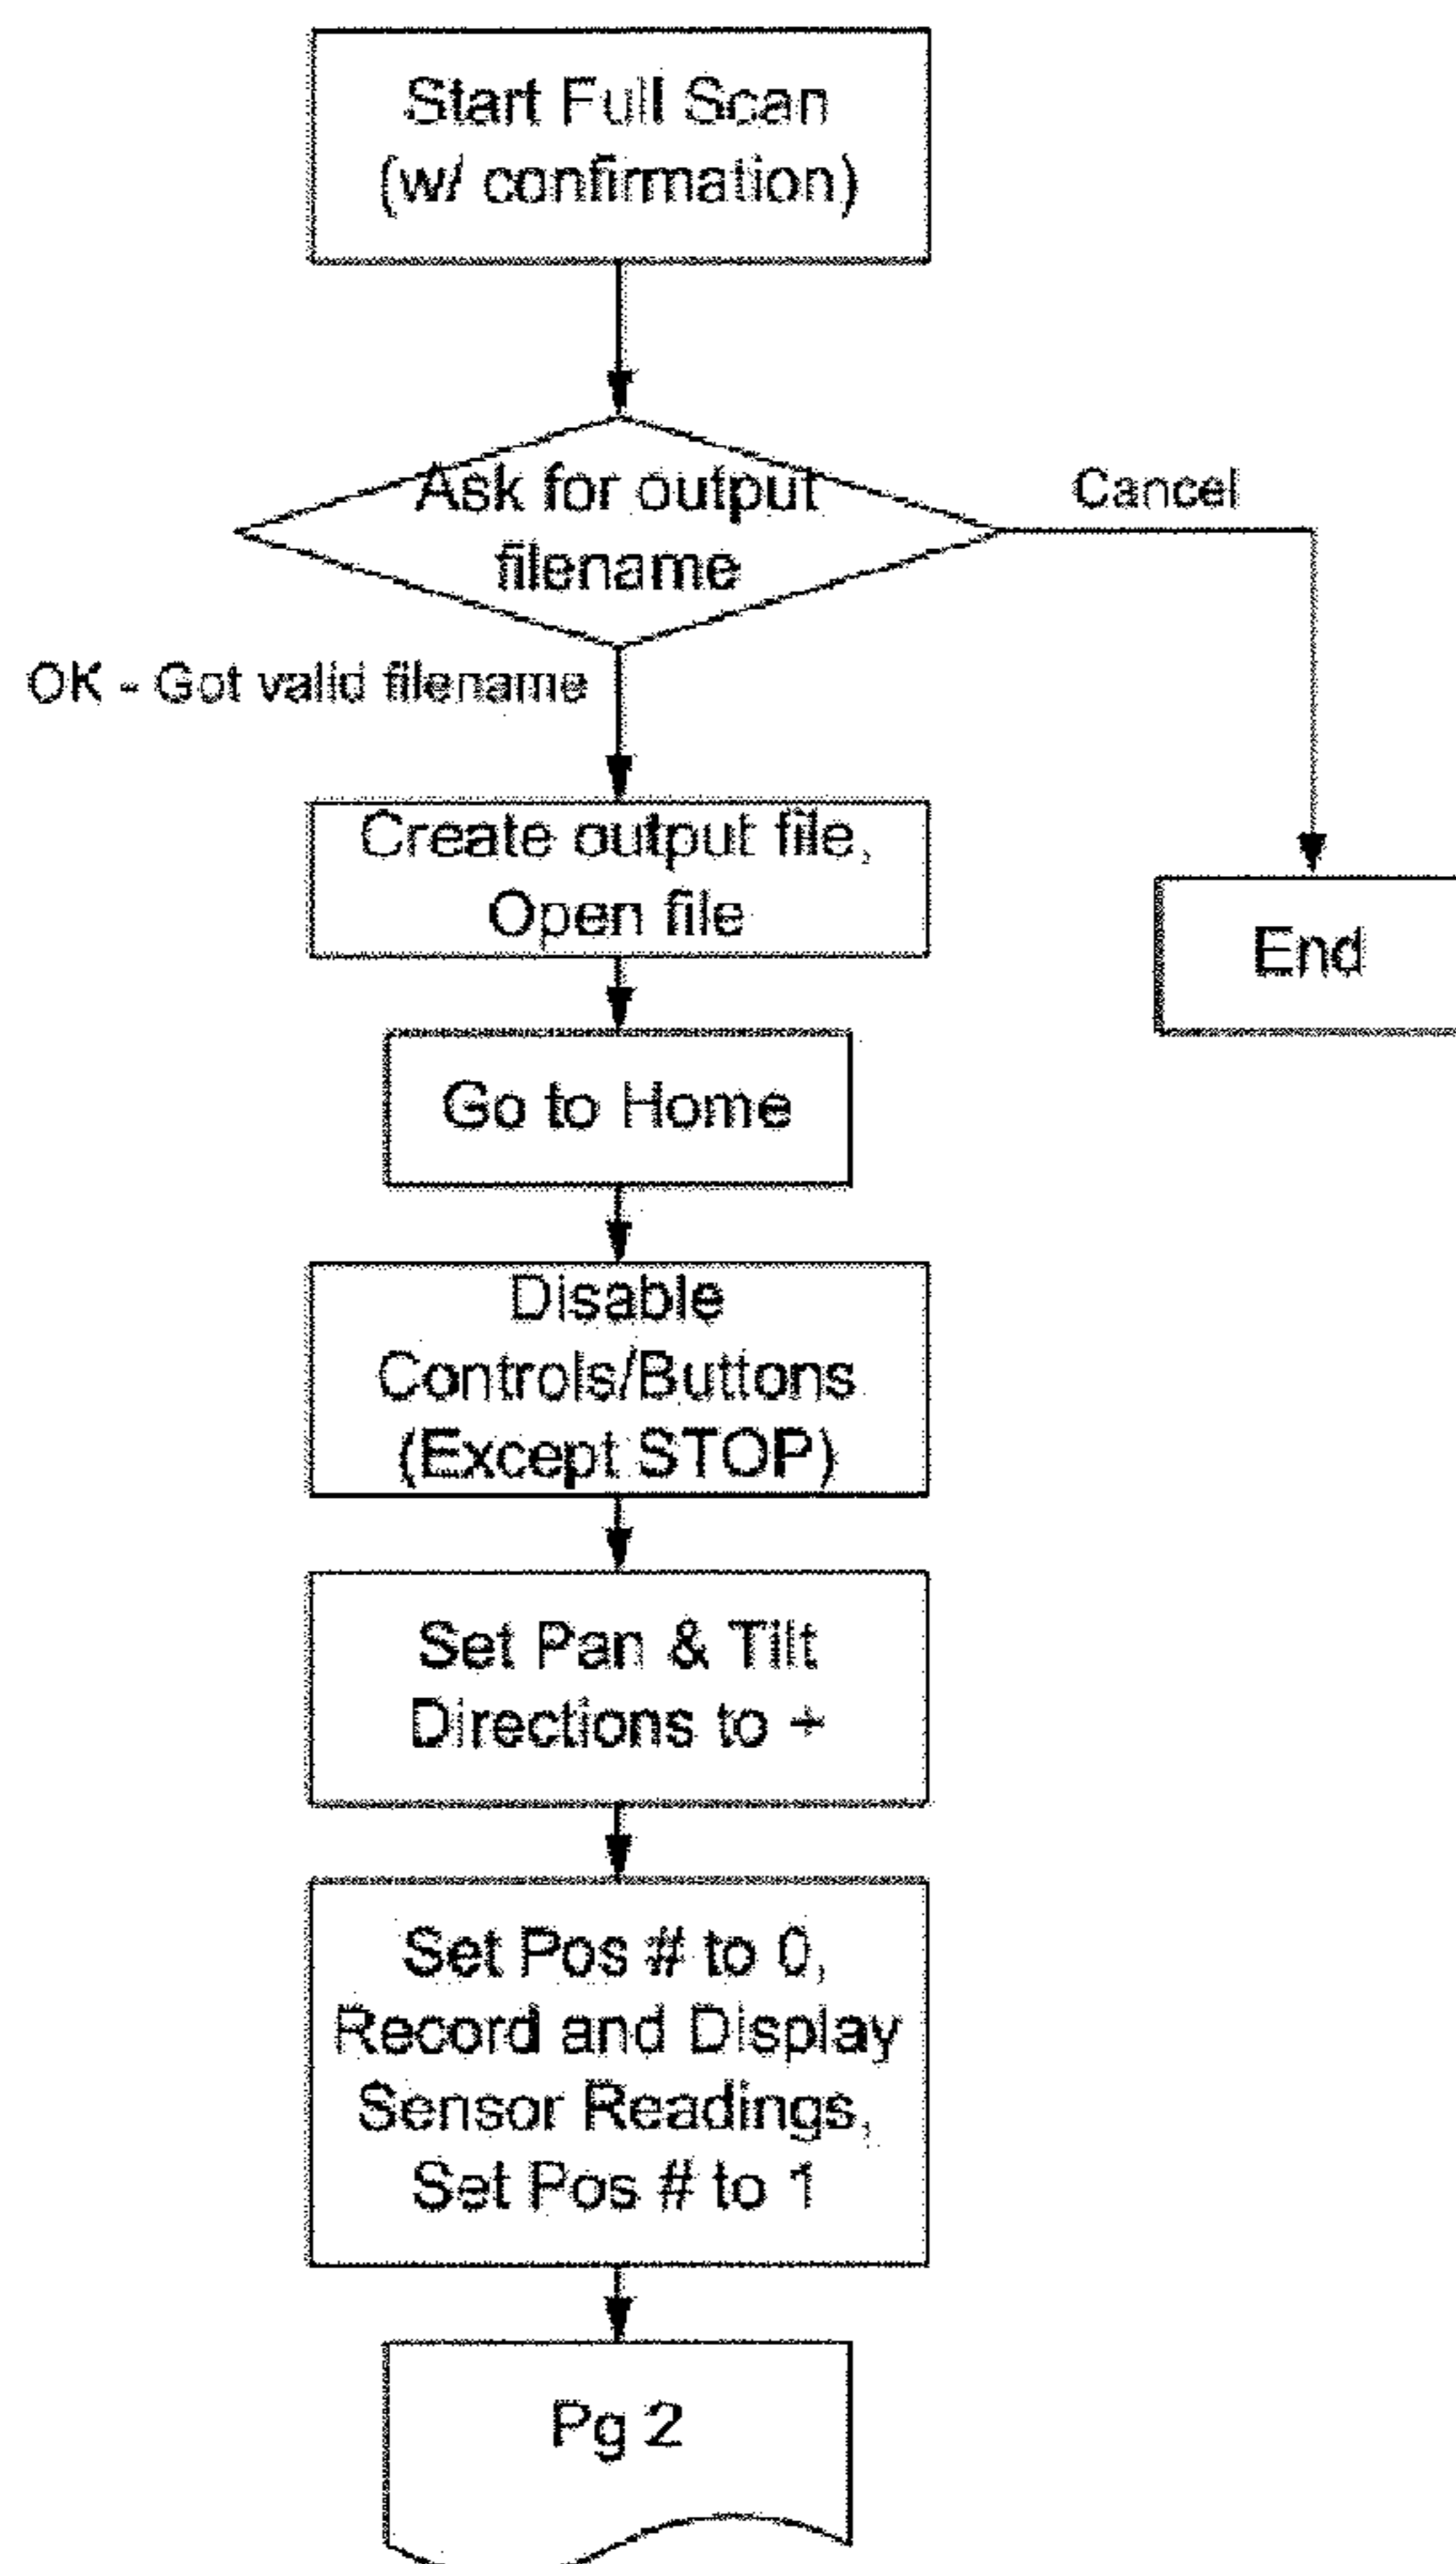 Start Full Scan
(w/ confirmation)
Ask for output
filename
Cancel
OK - Got valid filename
Create output file,
Open file
End
Go to Home
Disable
Controls/Buttons
(Except STOP)
Set Pan & Tilt
Directions to +
Set Pos # to 0,
Record and Display
Sensor Readings,
Set Pos # to 1
Pg 2